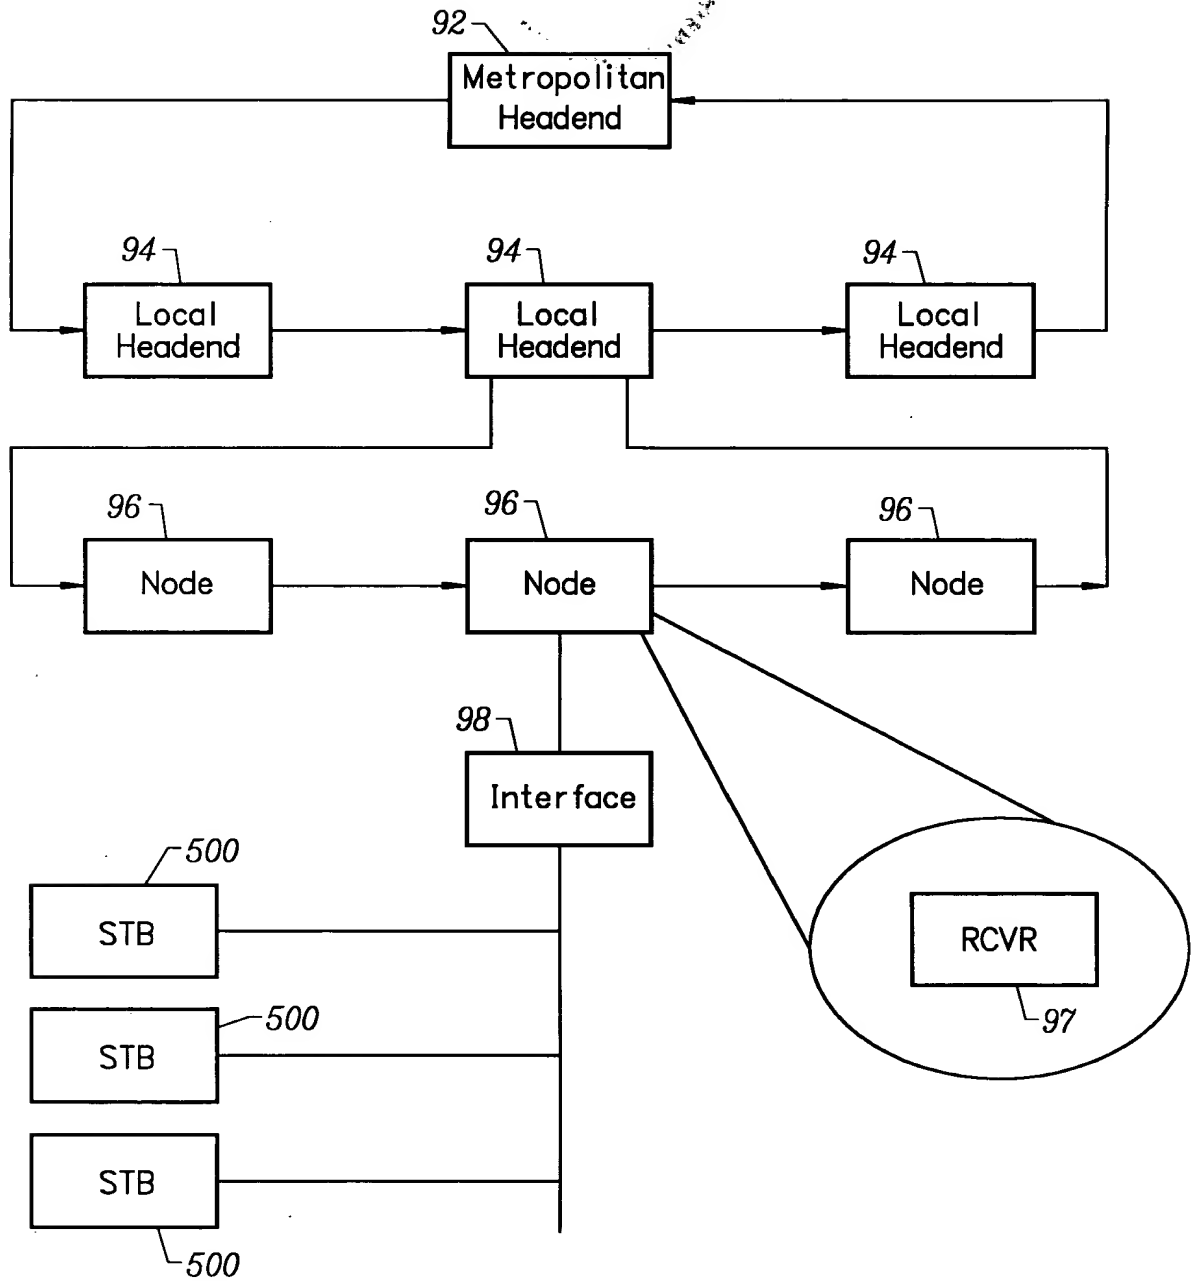 92
Metropolitan
Headend
94
94
94
Local
Headend
Local
Headend
Local
Headend
96
96
96
Node
Node
Node
98
Interface
500
STB
500
STB
STB
500
RCVR
97